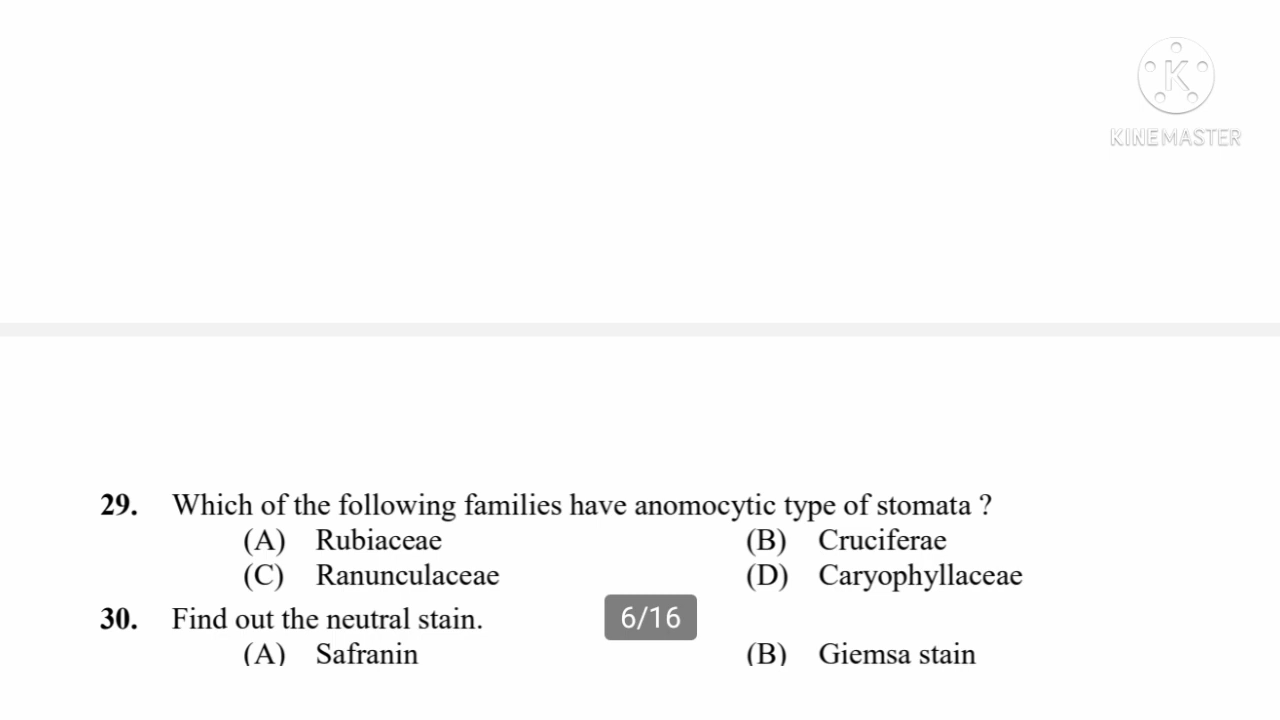 KINEMASTER
29. Which of the following families have anomocytic type of stomata ?
(A) Rubiaceae (B) Cruciferae
(C) Ranunculaceae (D) Caryophyllaceae
30. Find out the neutral stain.
6/16
(A) Safranin (B) Giemsa stain